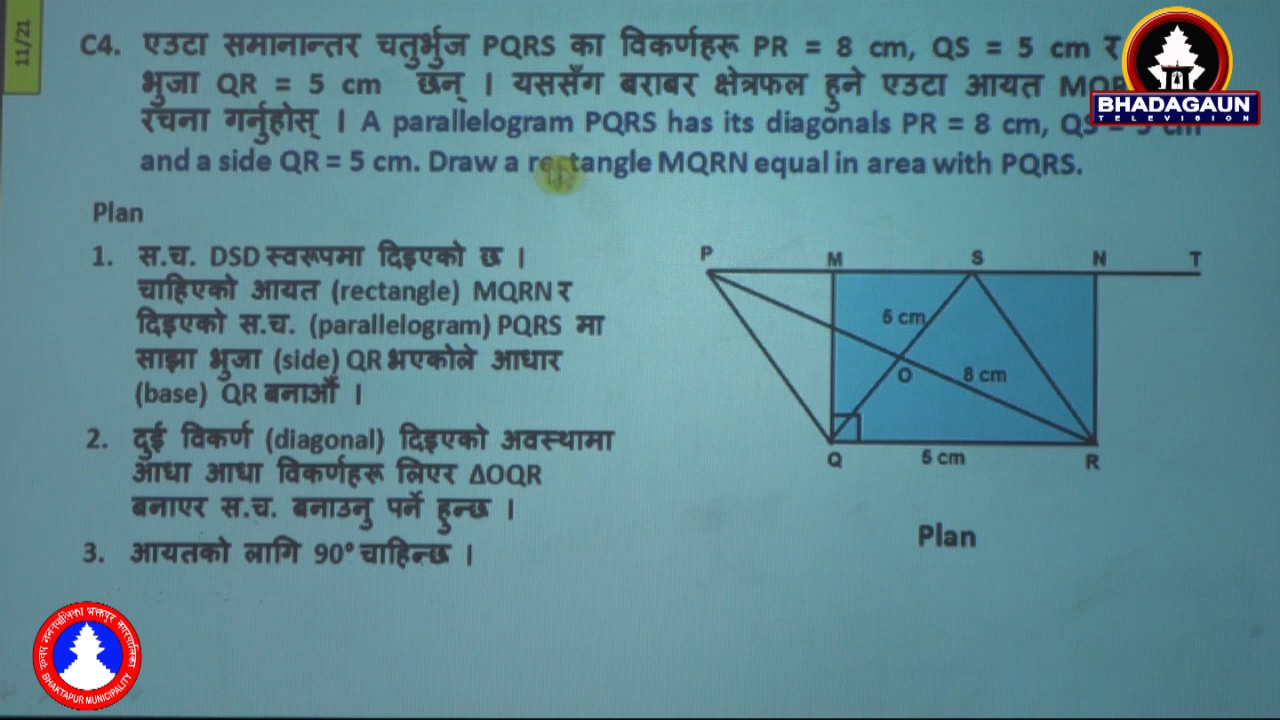 11/21
C4. एउटा समानान्तर चतुर्भुज PQRS का विकर्णहरू PR = 8 cm, QS = 5 cm र
भुजा QR = 5 cm छन् । यससँग बराबर क्षेत्रफल हुने एउटा आयत
रचना गर्नुहोस् । A parallelogram PQRS has its diagonals PR = 8 cm,
and a side QR = 5 cm. Draw a rectangle MQRN equal in area with PQRS.
BHADAGAUN
TELEVISION
Plan
1. स.च. DSD स्वरूपमा दिइएको छ ।
चाहिएको आयत (rectangle) MQRN र
दिइएको स.च. (parallelogram) PQRS मा
साझा भुजा (side) QR भएकोले आधार
(base) QR बनाऔं ।
2. दुई विकर्ण (diagonal) दिइएको अवस्थामा
आधा आधा विकर्णहरू लिएर ΔOQR
बनाएर स.च. बनाउनु पर्ने हुन्छ ।
3. आयतको लागि 90° चाहिन्छ ।
P M S N T
5 cm
O 8 cm
Q 5 cm R
Plan
BHAKTAPUR MUNICIPALITY